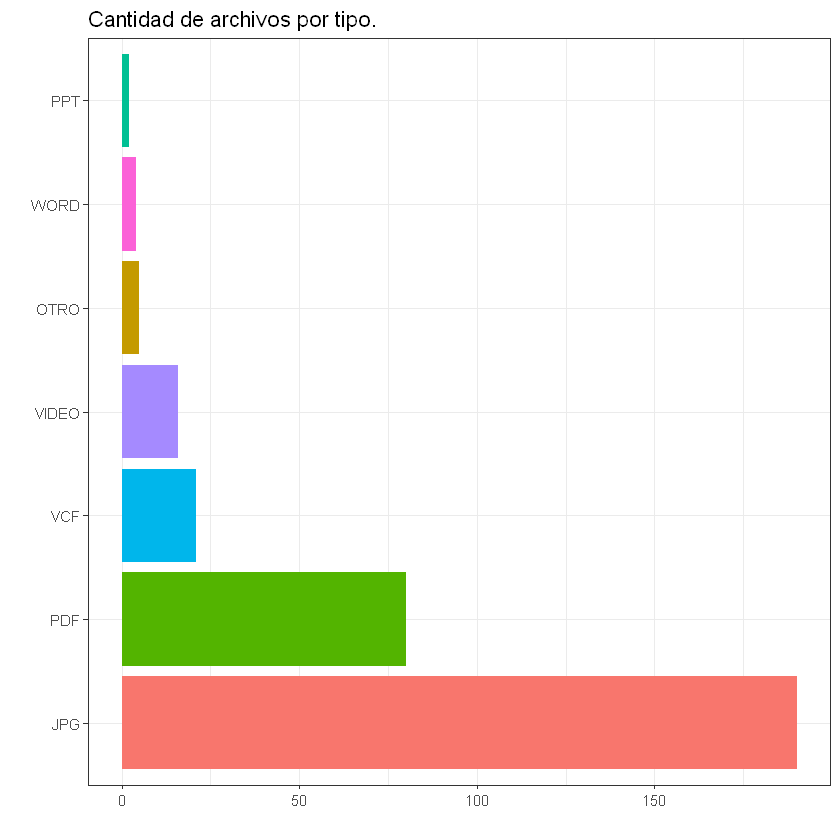 Cantidad de archivos por tipo.
PPT
WORD
OTRO
VIDEO
VCF
PDF
JPG
0 50 100 150